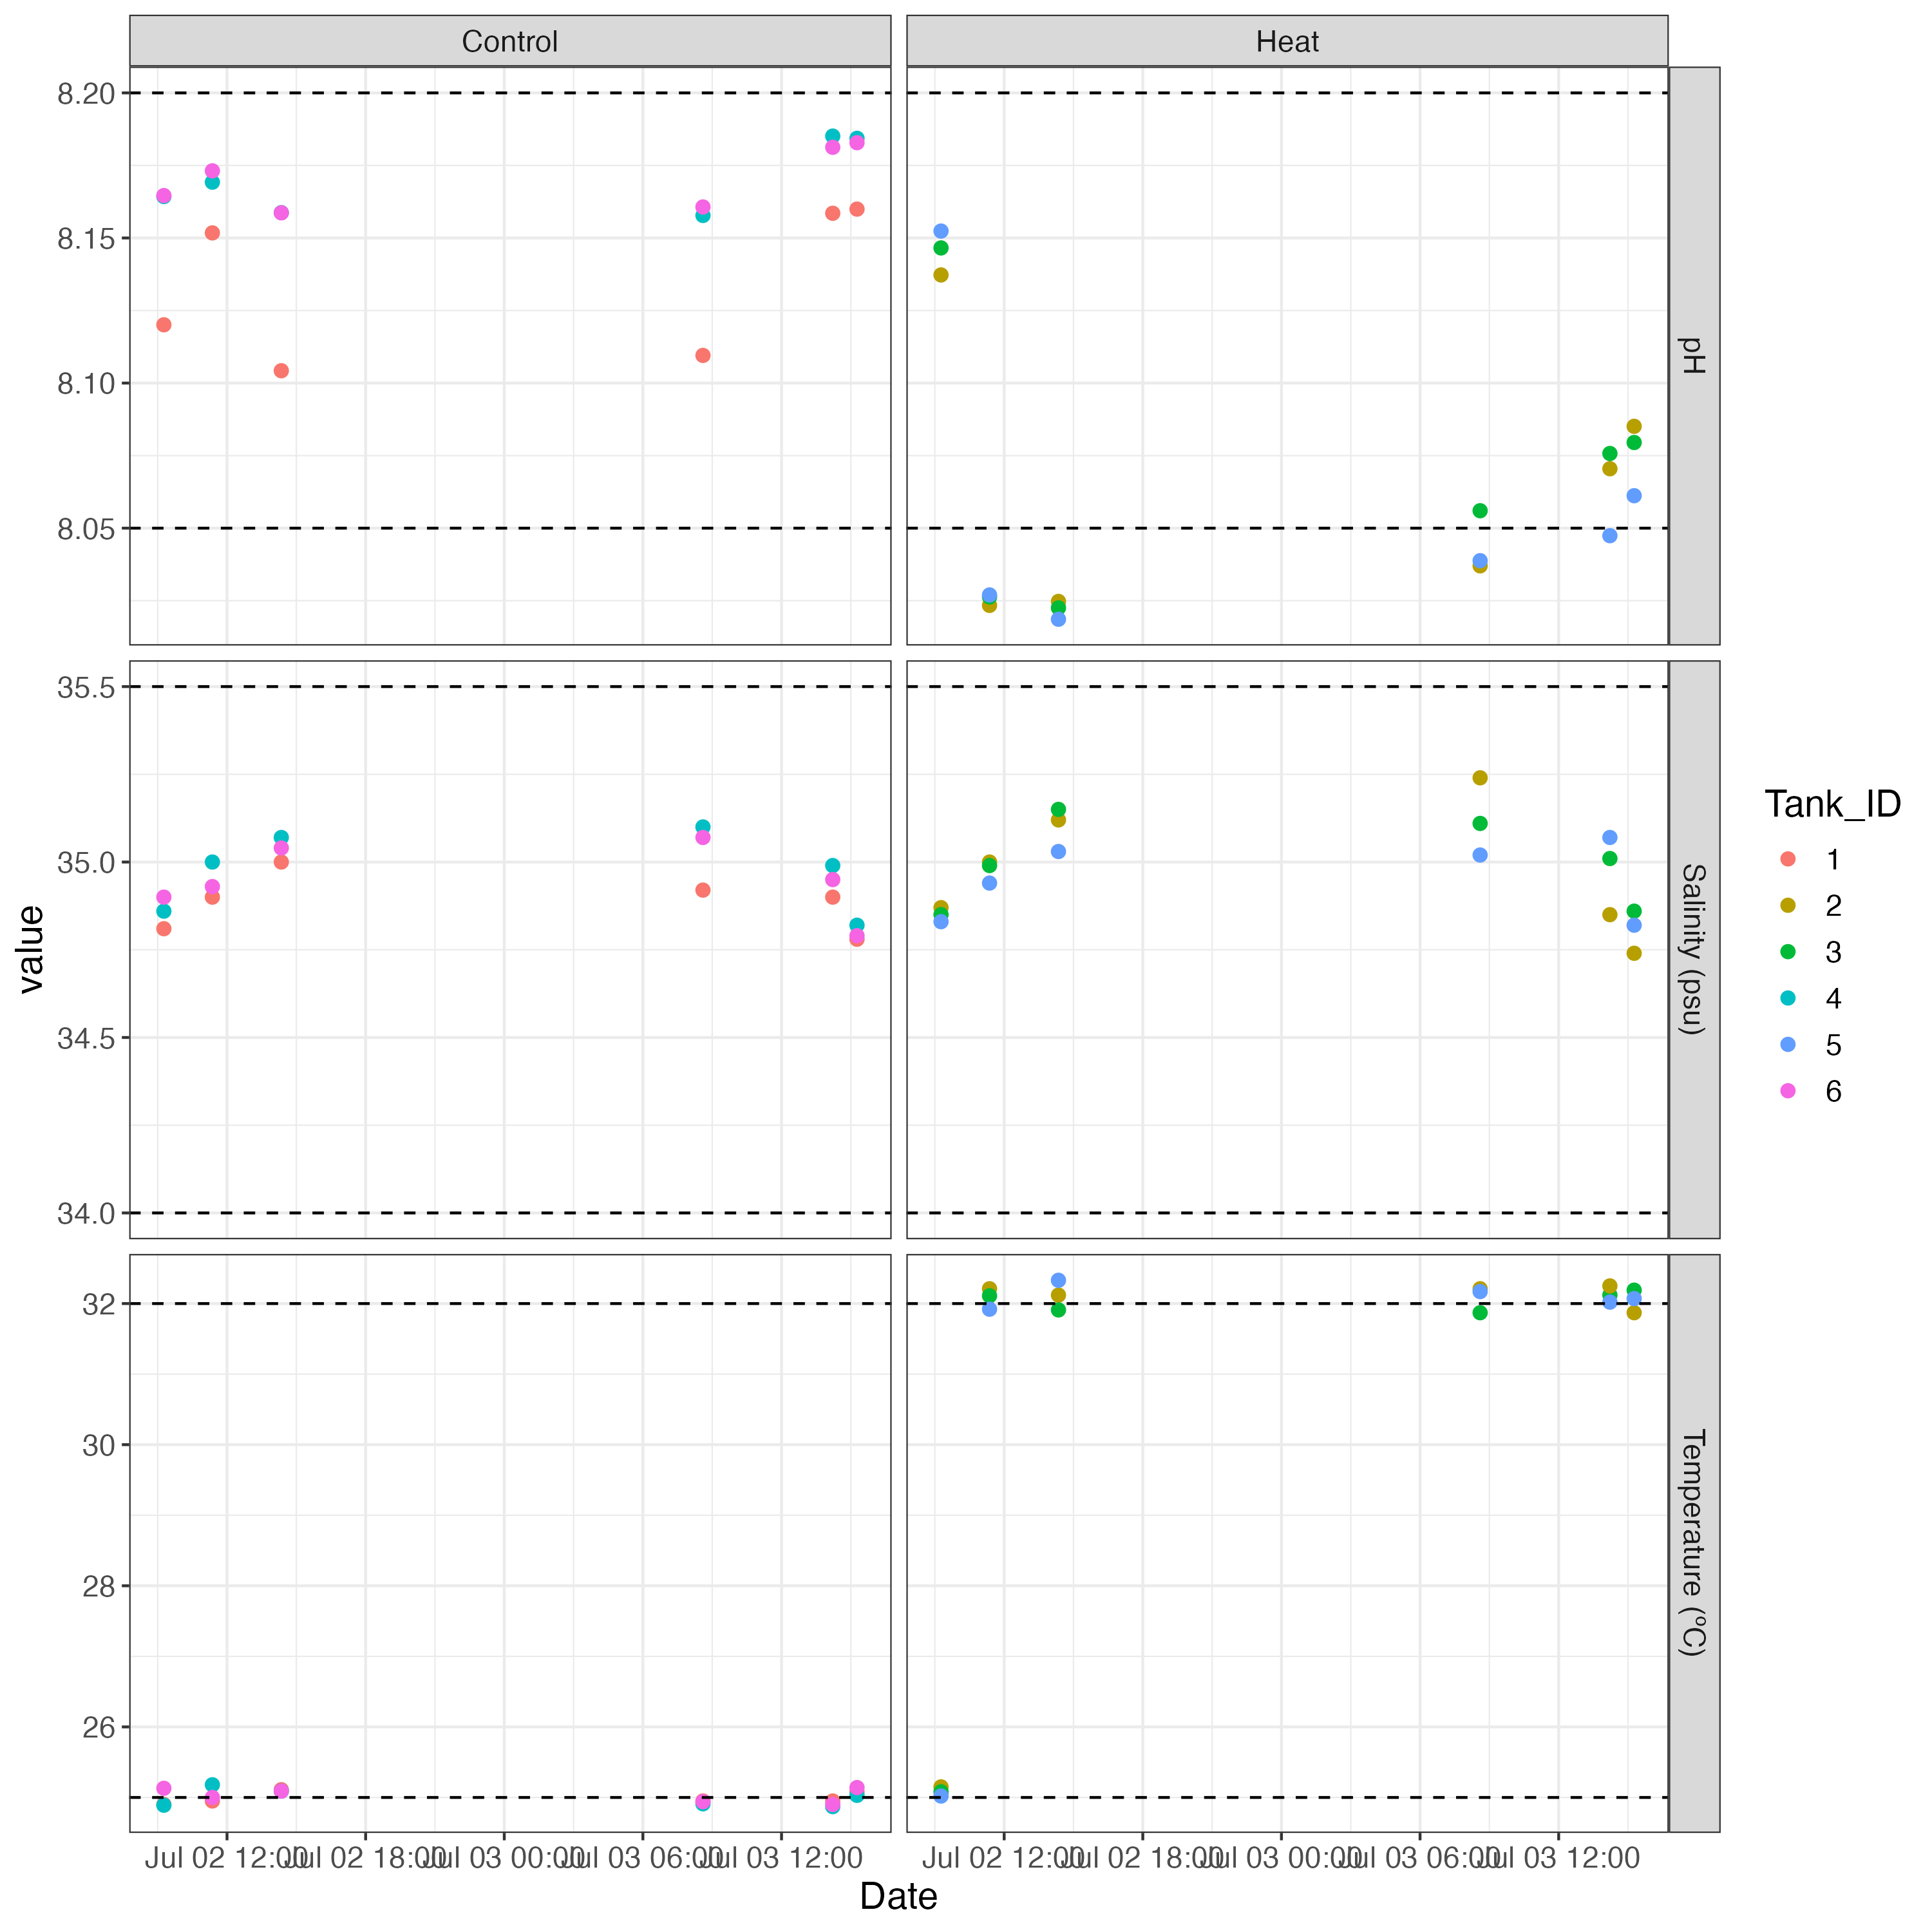 Control
Heat
8.20
8.15
8.10
8.05
pH
35.5
35.0
34.5
34.0
Salinity (psu)
32
30
28
26
Temperature (ºC)
value
Jul 02 12:00 Jul 02 18:00 Jul 03 00:00 Jul 03 06:00 Jul 03 12:00
Jul 02 12:00 Jul 02 18:00 Jul 03 00:00 Jul 03 06:00 Jul 03 12:00
Date
Tank_ID
1
2
3
4
5
6